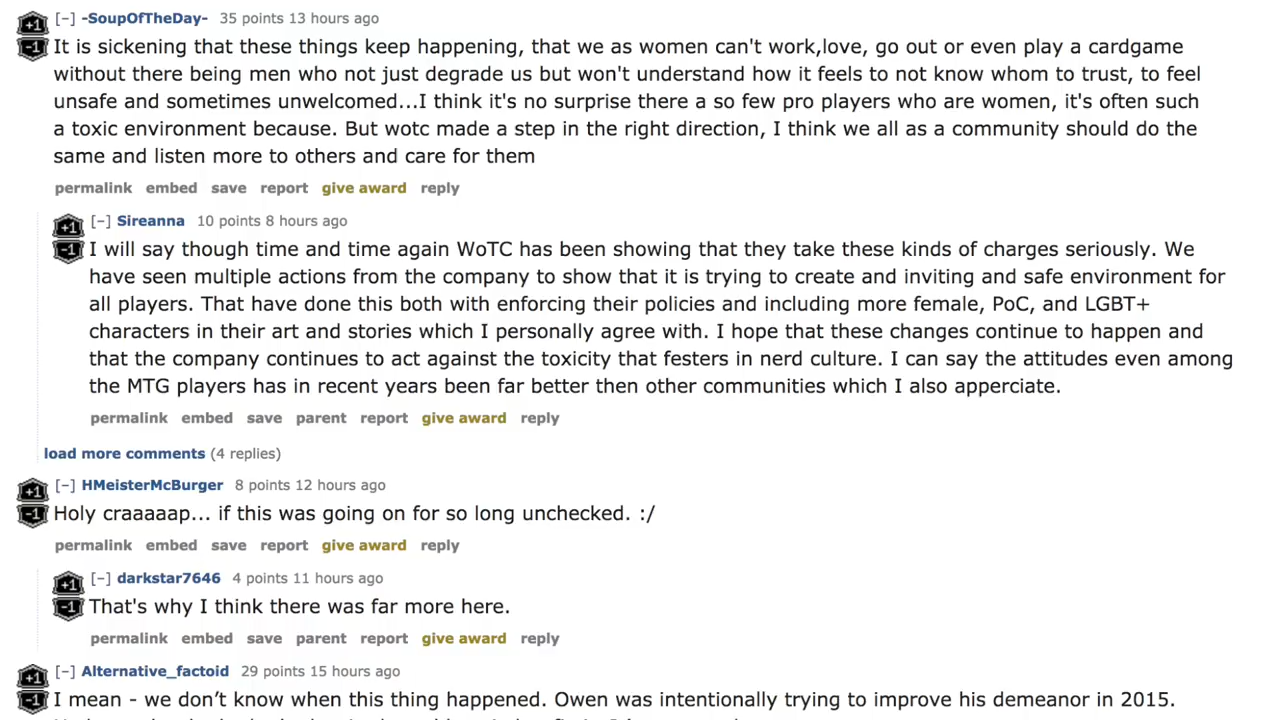 [–] -SoupOfTheDay- 35 points 13 hours ago
+1
-1
It is sickening that these things keep happening, that we as women can't work,love, go out or even play a cardgame
without there being men who not just degrade us but won't understand how it feels to not know whom to trust, to feel
unsafe and sometimes unwelcomed...I think it's no surprise there a so few pro players who are women, it's often such
a toxic environment because. But wotc made a step in the right direction, I think we all as a community should do the
same and listen more to others and care for them
permalink embed save report give award reply
[–] Sireanna 10 points 8 hours ago
+1
-1
I will say though time and time again WoTC has been showing that they take these kinds of charges seriously. We
have seen multiple actions from the company to show that it is trying to create and inviting and safe environment for
all players. That have done this both with enforcing their policies and including more female, PoC, and LGBT+
characters in their art and stories which I personally agree with. I hope that these changes continue to happen and
that the company continues to act against the toxicity that festers in nerd culture. I can say the attitudes even among
the MTG players has in recent years been far better then other communities which I also apperciate.
permalink embed save parent report give award reply
load more comments (4 replies)
[–] HMeisterMcBurger 8 points 12 hours ago
+1
-1
Holy craaaaap... if this was going on for so long unchecked. :/
permalink embed save report give award reply
[–] darkstar7646 4 points 11 hours ago
+1
-1
That's why I think there was far more here.
permalink embed save parent report give award reply
[–] Alternative_factoid 29 points 15 hours ago
+1
-1
I mean - we don’t know when this thing happened. Owen was intentionally trying to improve his demeanor in 2015.